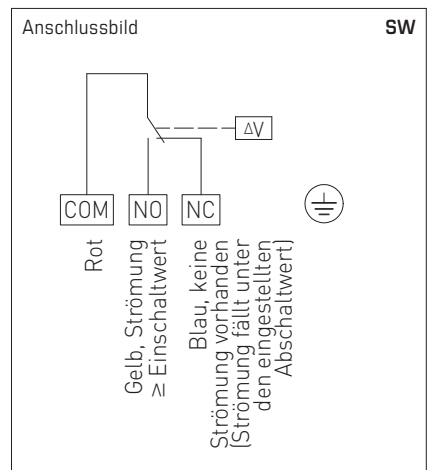 Anschlussbild
SW
ΔV
COM
NO
NC
Rot
Gelb, Strömung
≥ Einschaltwert
Blau, keine
Strömung vorhanden
(Strömung fällt unter
den eingestellten
Abschaltwert)